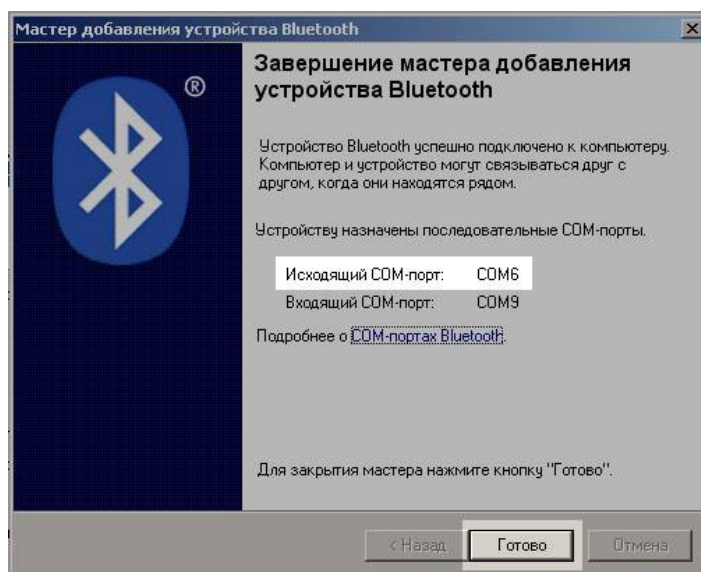 Мастер добавления устройства Bluetooth
®
Завершение мастера добавления
устройства Bluetooth
Устройство Bluetooth успешно подключено к компьютеру.
Компьютер и устройство могут связываться друг с
другом, когда они находятся рядом.
Устройству назначены последовательные COM-порты.
Исходящий COM-порт: COM6
Входящий COM-порт: COM9
Подробнее о COM-портах Bluetooth.
Для закрытия мастера нажмите кнопку "Готово".
< Назад Готово Отмена